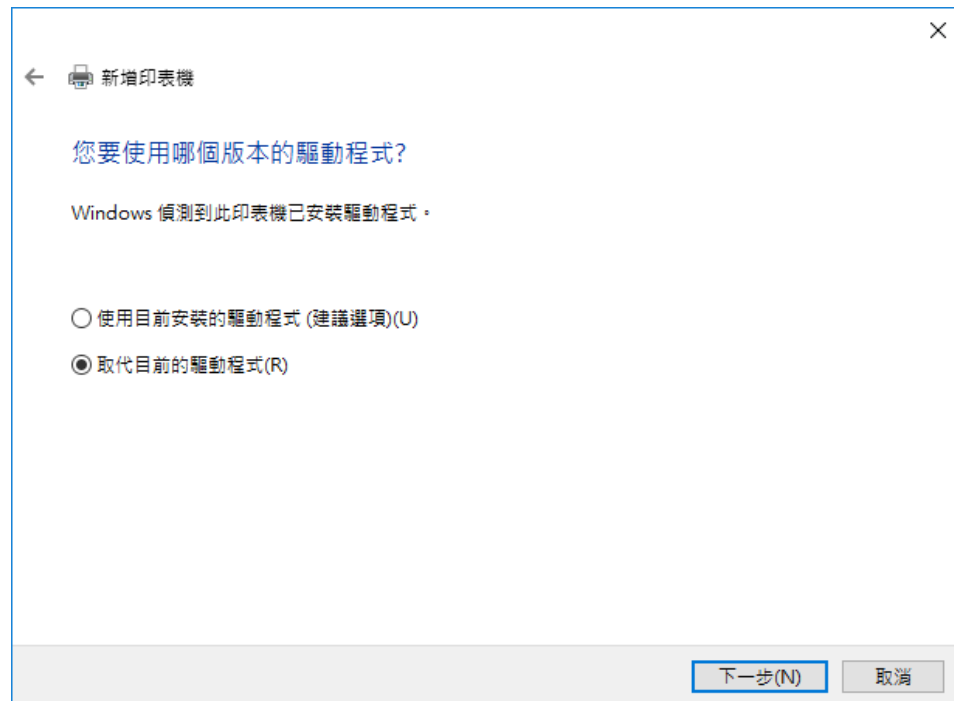 新增印表機
您要使用哪個版本的驅動程式?
Windows 偵測到此印表機已安裝驅動程式。
使用目前安裝的驅動程式 (建議選項)(U)
取代目前的驅動程式(R)
下一步(N)
取消